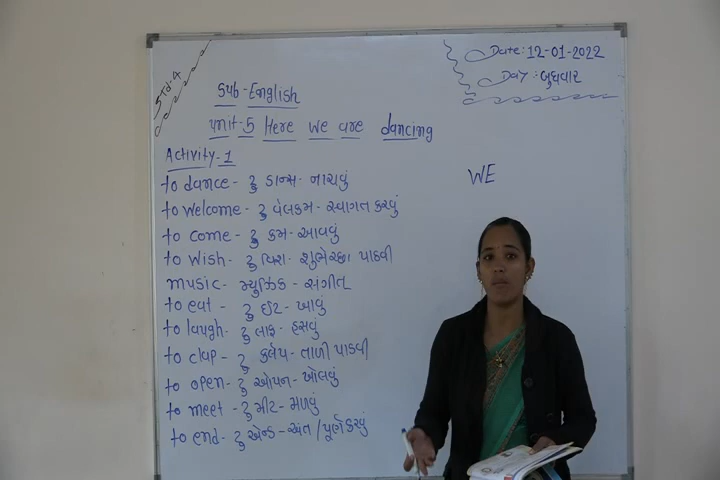 Std-4
Date: 12-01-2022
Day: બુધવાર
Sub-English
Unit-5 Here we are dancing
Activity-1
WE
to dance - ટુ ડાન્સ - નાચવું
to welcome - ટુ વેલકમ - સ્વાગત કરવું
to come - ટુ કમ - આવવું
to wish - ટુ વિશ - શુભેચ્છા પાઠવી
music - મ્યુઝિક - સંગીત
to eat - ટુ ઈટ - ખાવું
to laugh - ટુ લાફ - હસવું
to clap - ટુ ક્લેપ - તાળી પાડવી
to open - ટુ ઓપન - ખોલવું
to meet - ટુ મીટ - મળવું
to end - ટુ એન્ડ - અંત / પૂર્ણ કરવું